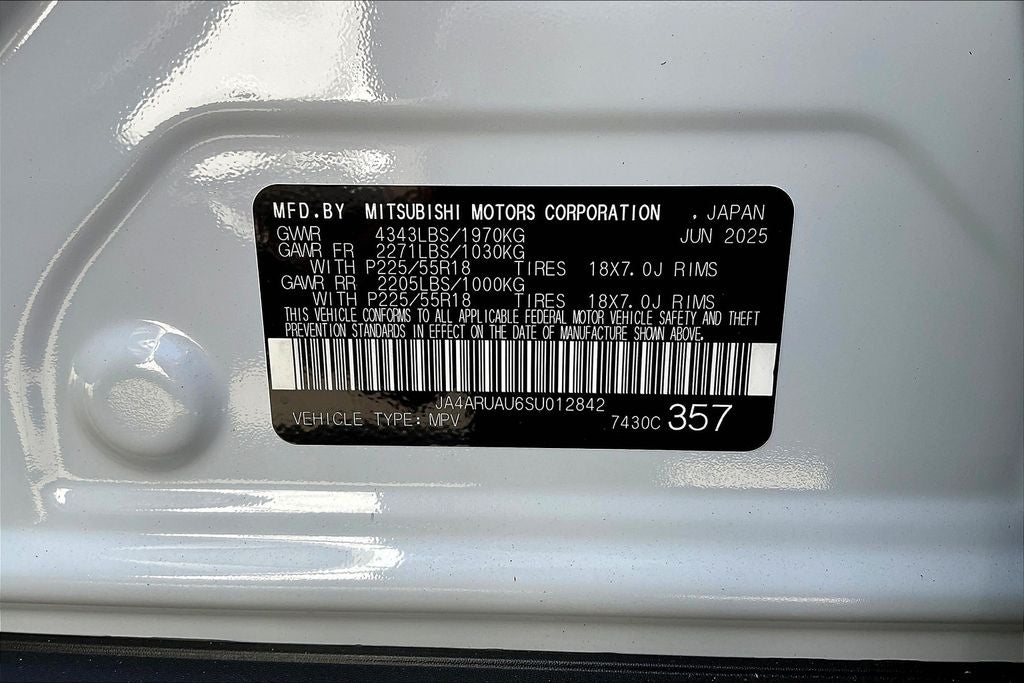 MFD.BY MITSUBISHI MOTORS CORPORATION . JAPAN
GVWR 4343LBS/1970KG JUN 2025
GAWR FR 2271LBS/1030KG
WITH P225/55R18 TIRES 18X7.0J RIMS
GAWR RR 2205LBS/1000KG
WITH P225/55R18 TIRES 18X7.0J RIMS
THIS VEHICLE CONFORMS TO ALL APPLICABLE FEDERAL MOTOR VEHICLE SAFETY AND THEFT
PREVENTION STANDARDS IN EFFECT ON THE DATE OF MANUFACTURE SHOWN ABOVE.
JA4ARUAU6SU012842
VEHICLE TYPE: MPV 7430C 357